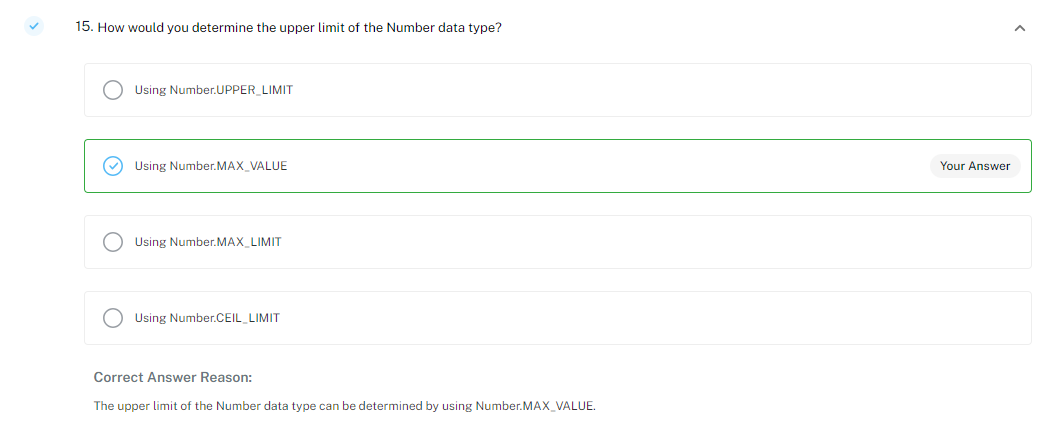 15. How would you determine the upper limit of the Number data type?
Using Number.UPPER_LIMIT
Using Number.MAX_VALUE Your Answer
Using Number.MAX_LIMIT
Using Number.CEIL_LIMIT
Correct Answer Reason:
The upper limit of the Number data type can be determined by using Number.MAX_VALUE.